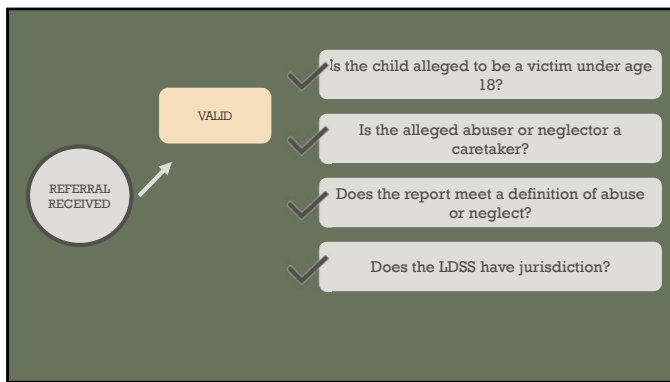 REFERRAL
RECEIVED
VALID
Is the child alleged to be a victim under age
18?
Is the alleged abuser or neglector a
caretaker?
Does the report meet a definition of abuse
or neglect?
Does the LDSS have jurisdiction?